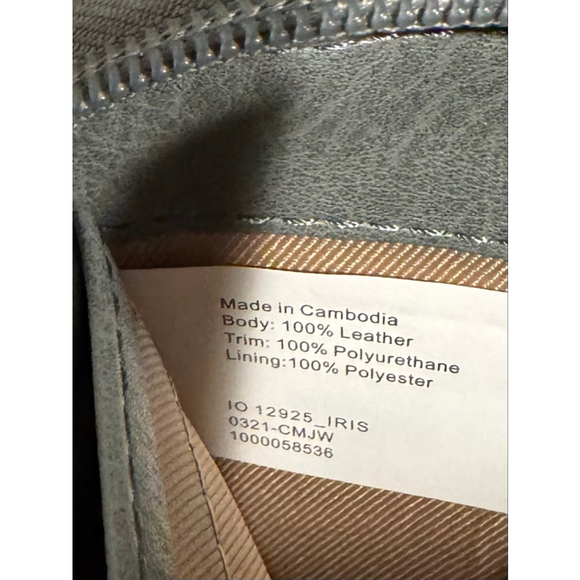 Made in Cambodia
Body: 100% Leather
Trim: 100% Polyurethane
Lining:100% Polyester
IO 12925_IRIS
0321-CMJW
1000058536